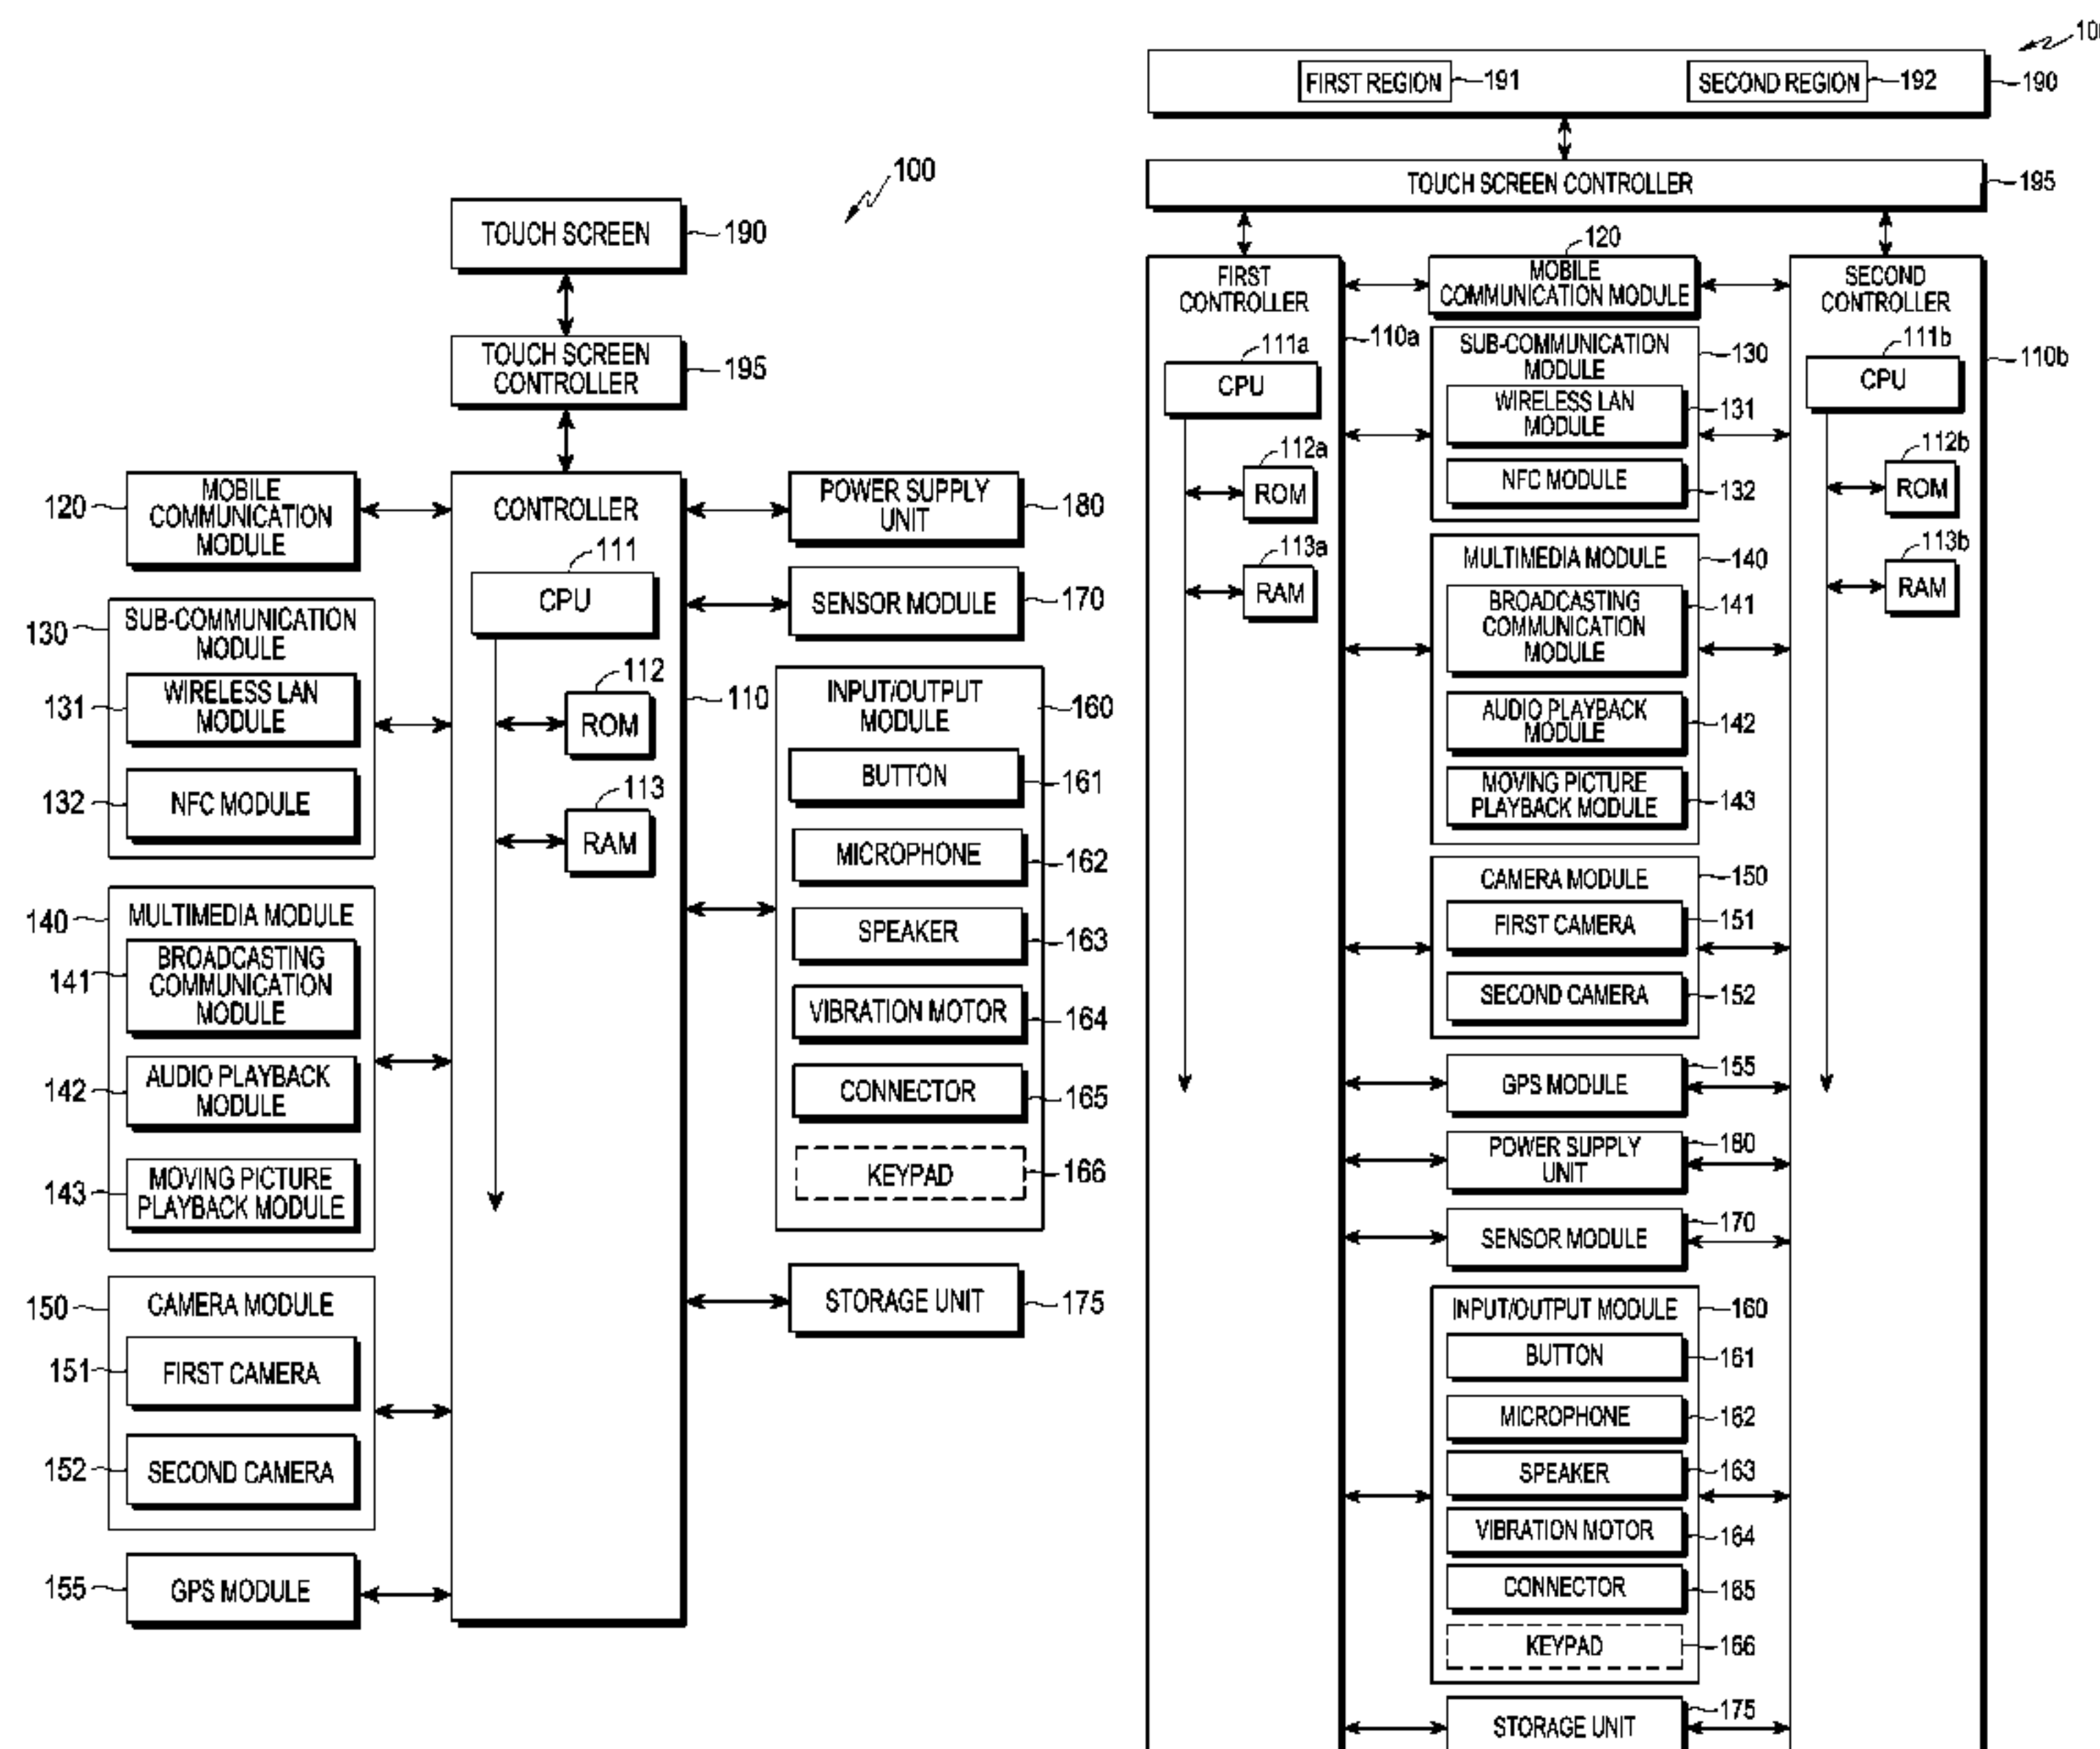 100
TOUCH SCREEN
190
TOUCH SCREEN
CONTROLLER
195
120
MOBILE
COMMUNICATION
MODULE
130
SUB-COMMUNICATION
MODULE
131
WIRELESS LAN
MODULE
132
NFC MODULE
140
MULTIMEDIA MODULE
141
BROADCASTING
COMMUNICATION
MODULE
142
AUDIO PLAYBACK
MODULE
143
MOVING PICTURE
PLAYBACK MODULE
150
CAMERA MODULE
151
FIRST CAMERA
152
SECOND CAMERA
155
GPS MODULE
CONTROLLER
111
CPU
112
ROM
110
113
RAM
POWER SUPPLY
UNIT
180
SENSOR MODULE
170
INPUT/OUTPUT
MODULE
160
BUTTON
161
MICROPHONE
162
SPEAKER
163
VIBRATION MOTOR
164
CONNECTOR
165
KEYPAD
166
STORAGE UNIT
175
FIRST REGION
191
SECOND REGION
192
190
TOUCH SCREEN CONTROLLER
195
FIRST
CONTROLLER
110a
111a
CPU
112a
ROM
113a
RAM
120
MOBILE
COMMUNICATION MODULE
SUB-COMMUNICATION
MODULE
130
WIRELESS LAN
MODULE
131
NFC MODULE
132
MULTIMEDIA MODULE
140
BROADCASTING
COMMUNICATION
MODULE
141
AUDIO PLAYBACK
MODULE
142
MOVING PICTURE
PLAYBACK MODULE
143
CAMERA MODULE
150
FIRST CAMERA
151
SECOND CAMERA
152
GPS MODULE
155
POWER SUPPLY
UNIT
180
SENSOR MODULE
170
INPUT/OUTPUT MODULE
160
BUTTON
161
MICROPHONE
162
SPEAKER
163
VIBRATION MOTOR
164
CONNECTOR
165
KEYPAD
166
STORAGE UNIT
175
SECOND
CONTROLLER
110b
111b
CPU
112b
ROM
113b
RAM